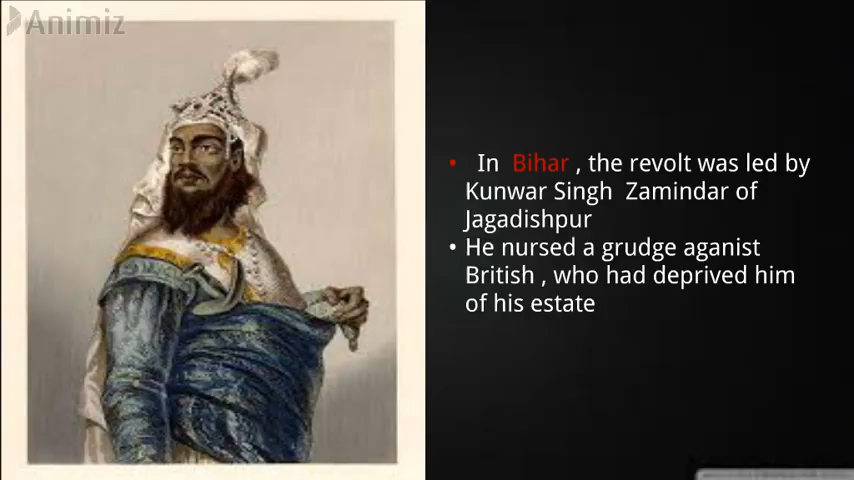 Animiz
• In Bihar , the revolt was led by
Kunwar Singh Zamindar of
Jagadishpur
• He nursed a grudge aganist
British , who had deprived him
of his estate